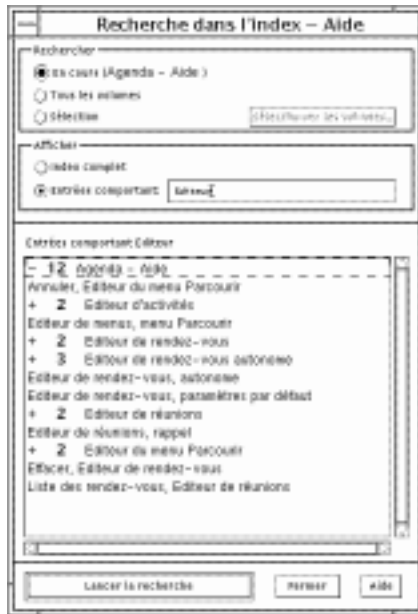 Recherche dans l'index – Aide
Rechercher
En cours (Agenda – Aide )
Tous les volumes
Sélection
Sélectionner les volumes...
Afficher
Index complet
Entrées comportant Editeur
Entrées comportant Editeur
– 12 Agenda – Aide
Annuler, Editeur du menu Parcourir
+ 2 Editeur d'activités
Editeur de menus, menu Parcourir
+ 2 Editeur de rendez–vous
+ 3 Editeur de rendez–vous autonome
Editeur de rendez–vous, autonome
Editeur de rendez–vous, paramètres par défaut
+ 2 Editeur de réunions
Editeur de réunions, rappel
+ 2 Editeur du menu Parcourir
Effacer, Editeur de rendez–vous
Liste des rendez–vous, Editeur de réunions
Lancer la recherche
Fermer
Aide